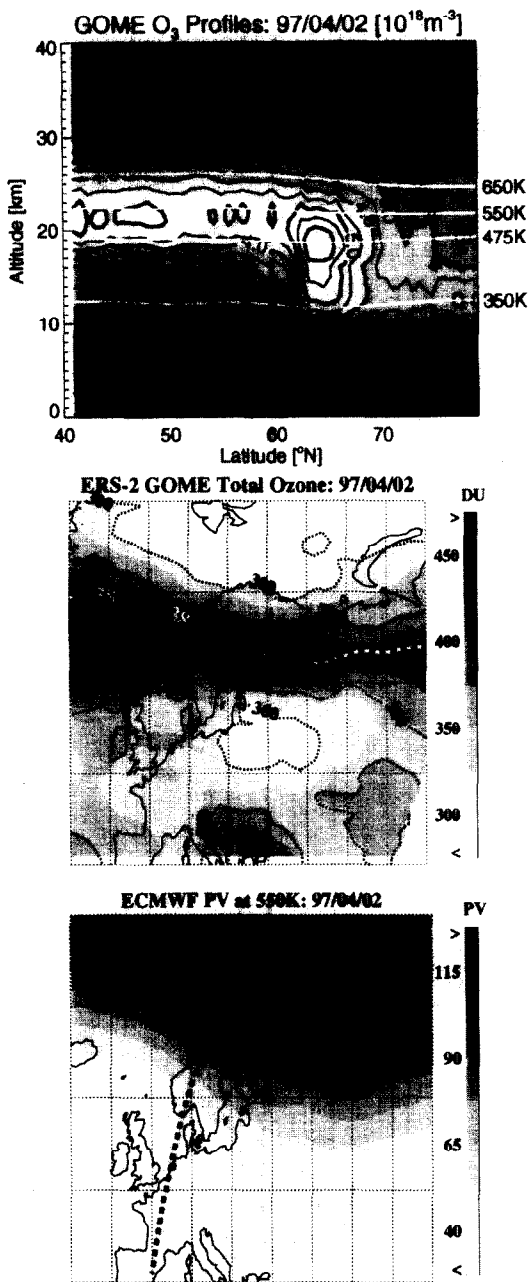 GOME O₃ Profiles: 97/04/02 [10¹⁸m⁻³]
Altitude [km]
40
30
20
10
0
650K
550K
475K
350K
40
50
60
70
Latitude [°N]
ERS-2 GOME Total Ozone: 97/04/02
DU
>
450
400
350
300
<
360
ECMWF PV at 550K: 97/04/02
PV
>
115
90
65
40
<